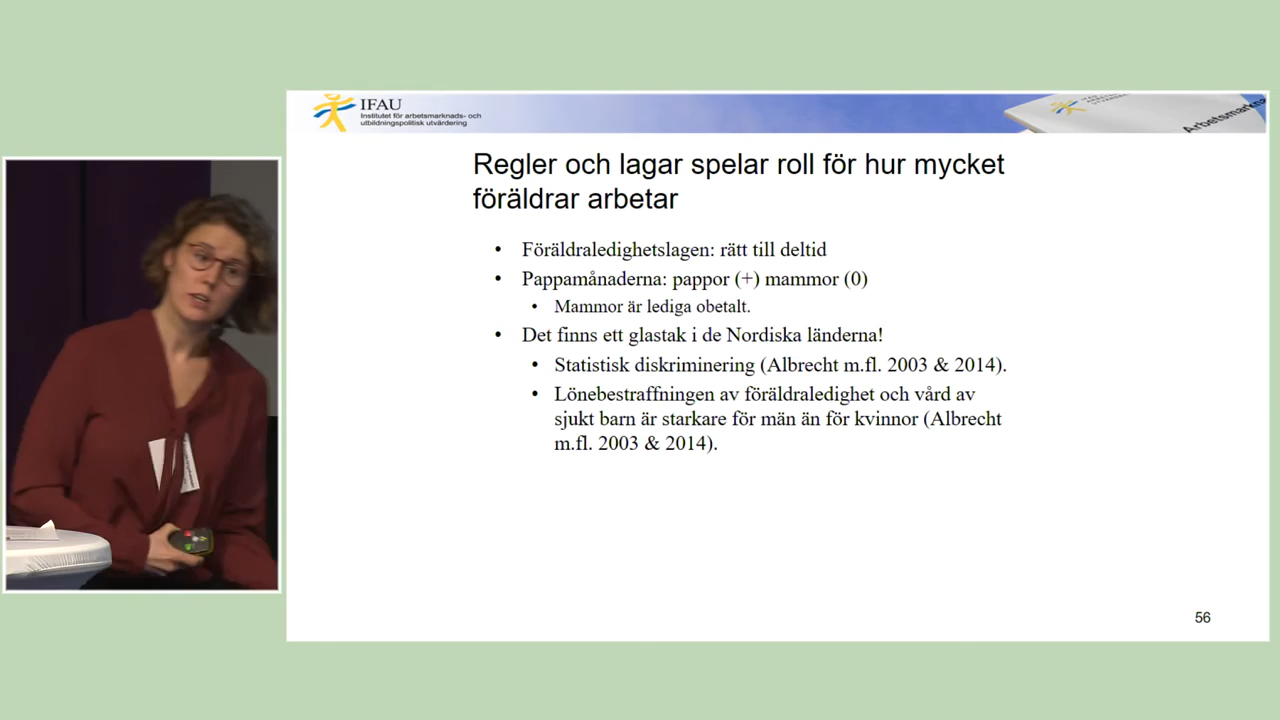 IFAU
Institutet för arbetsmarknads- och
utbildningspolitisk utvärdering
Arbetsmarkna
Regler och lagar spelar roll för hur mycket
föräldrar arbetar
• Föräldraledighetslagen: rätt till deltid
• Pappamånaderna: pappor (+) mammor (0)
• Mammor är lediga obetalt.
• Det finns ett glastak i de Nordiska länderna!
• Statistisk diskriminering (Albrecht m.fl. 2003 & 2014).
• Lönebestraffningen av föräldraledighet och vård av
sjukt barn är starkare för män än för kvinnor (Albrecht
m.fl. 2003 & 2014).
56